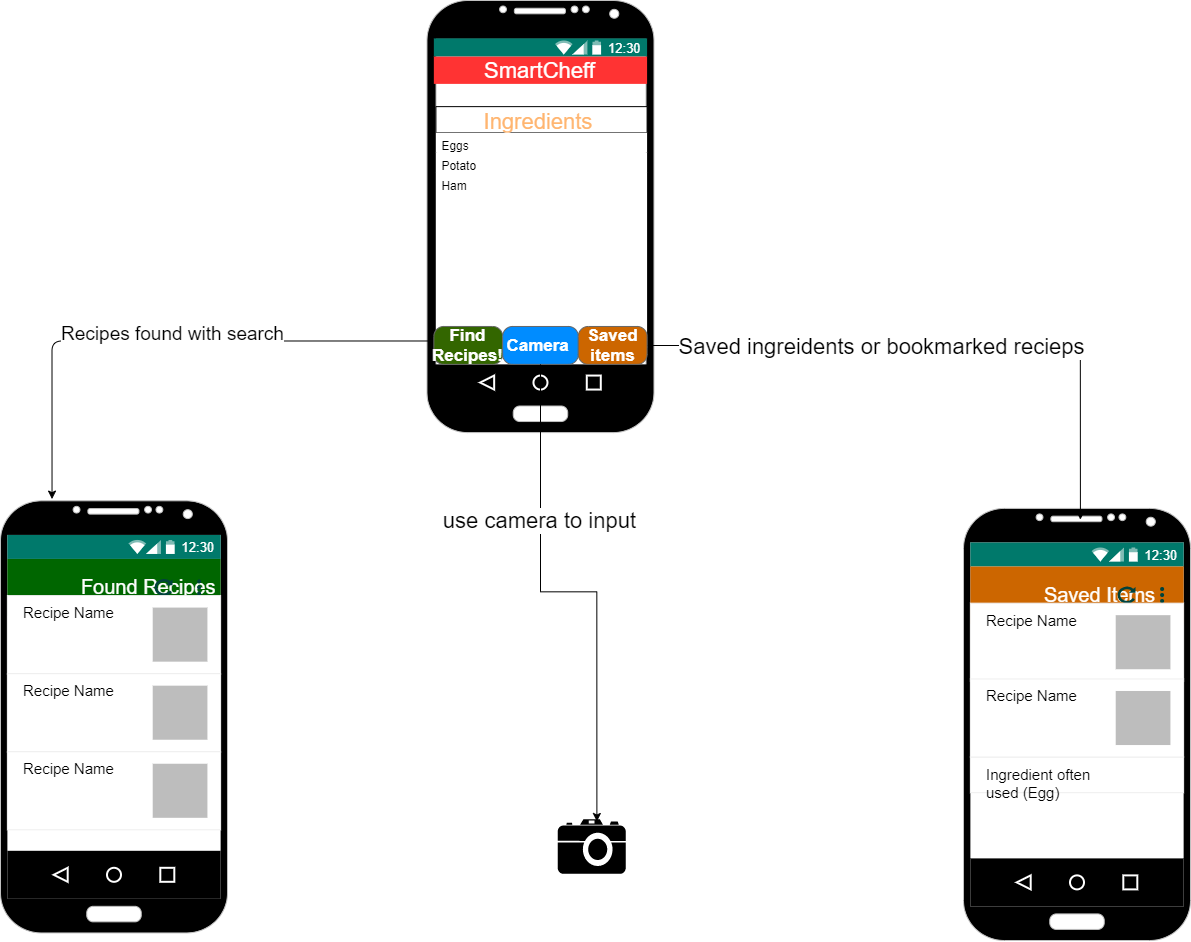 12:30
SmartCheff
Ingredients
Eggs
Potato
Ham
Find
Recipes!
Camera
Saved
items
Recipes found with search
Saved ingreidents or bookmarked recieps
use camera to input
12:30
Found Recipes
Recipe Name
Recipe Name
Recipe Name
12:30
Saved Items
Recipe Name
Recipe Name
Ingredient often
used (Egg)